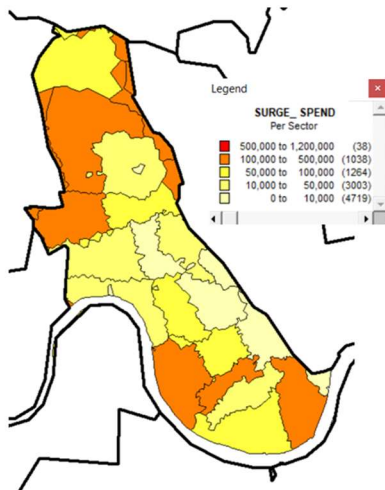 Legend
SURGE_ SPEND
Per Sector
500,000 to 1,200,000 (38)
100,000 to 500,000 (1038)
50,000 to 100,000 (1264)
10,000 to 50,000 (3003)
0 to 10,000 (4719)